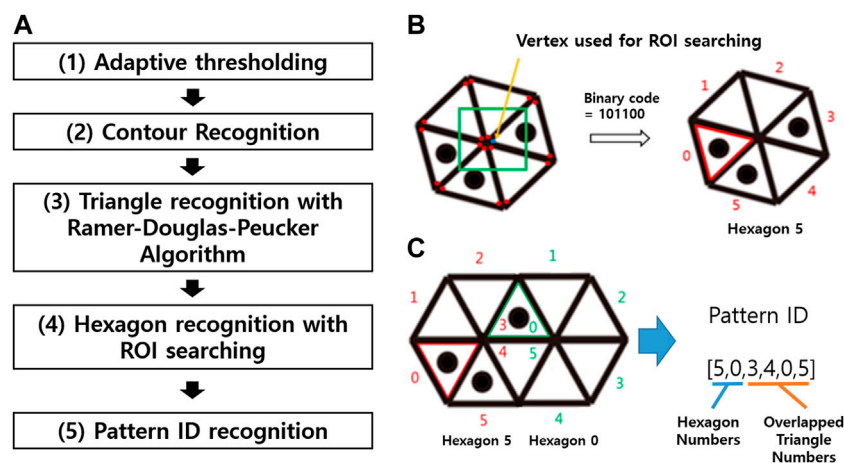 A
(1) Adaptive thresholding
(2) Contour Recognition
(3) Triangle recognition with
Ramer-Douglas-Peucker
Algorithm
(4) Hexagon recognition with
ROI searching
(5) Pattern ID recognition
B
Vertex used for ROI searching
Binary code
= 101100
0
1
2
3
4
5
Hexagon 5
C
0
1
2
3
4
5
0
1
2
3
4
5
Hexagon 5
Hexagon 0
Pattern ID
[5,0,3,4,0,5]
Hexagon
Numbers
Overlapped
Triangle
Numbers